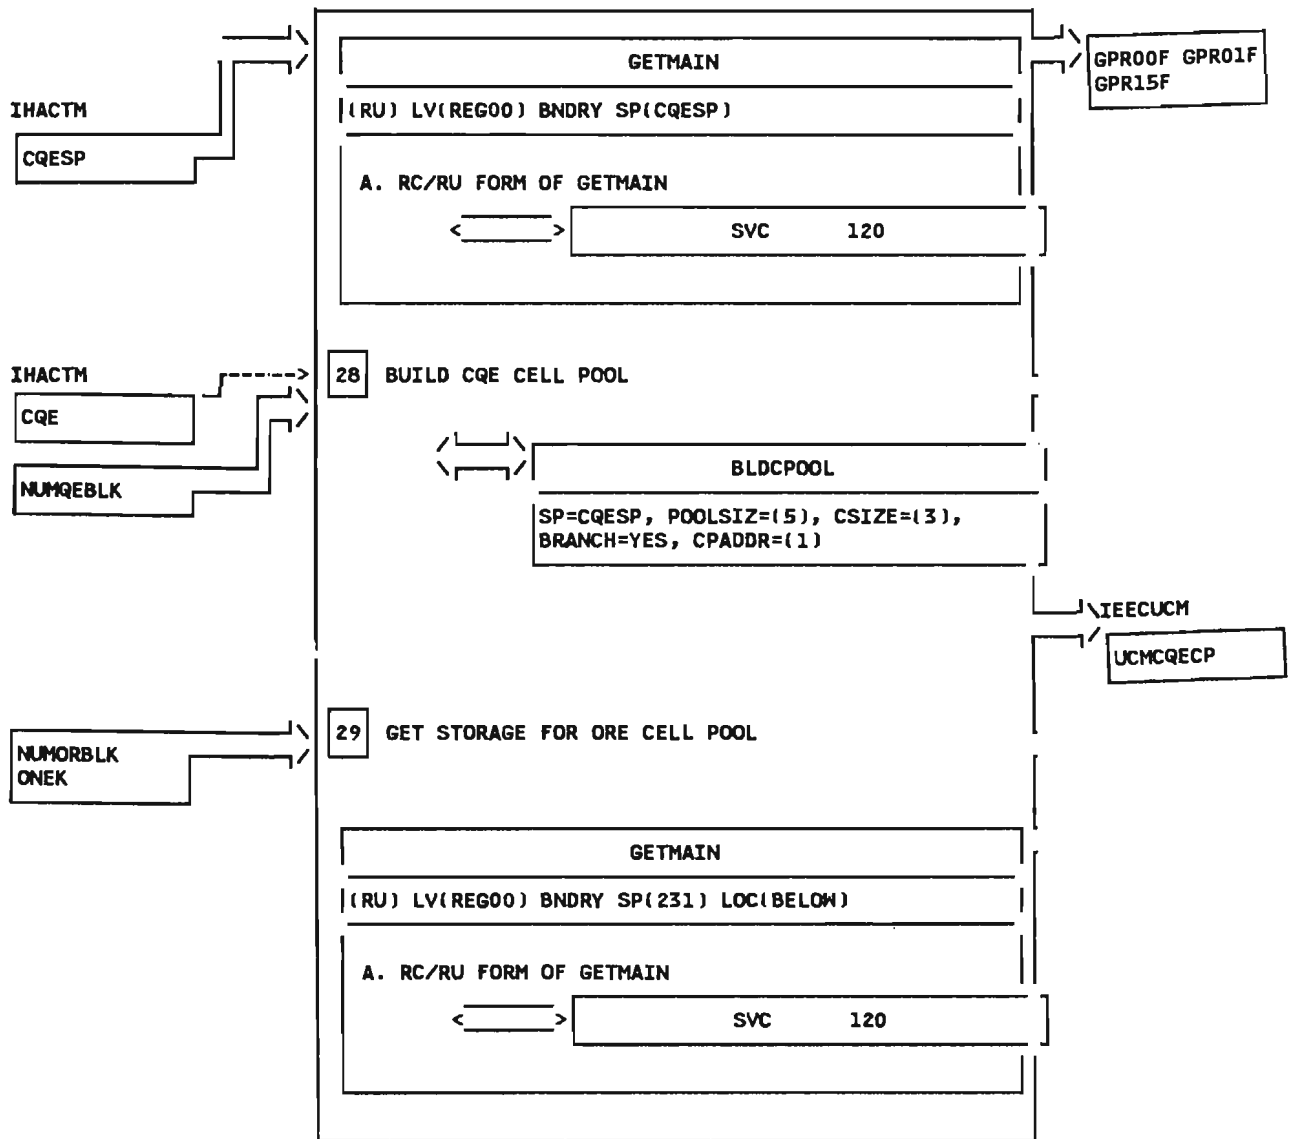 GETMAIN
GPR00F GPR01F
GPR15F
IHACTM
(RU) LV(REG00) BNDRY SP(CQESP)
CQESP
A. RC/RU FORM OF GETMAIN
SVC 120
IHACTM
28 BUILD CQE CELL POOL
CQE
BLDCPOOL
NUMQEBLK
SP=CQESP, POOLSIZ=(5), CSIZE=(3),
BRANCH=YES, CPADDR=(1)
IEECUCM
UCMCQECP
29 GET STORAGE FOR ORE CELL POOL
NUMORBLK
ONEK
GETMAIN
(RU) LV(REG00) BNDRY SP(231) LOC(BELOW)
A. RC/RU FORM OF GETMAIN
SVC 120